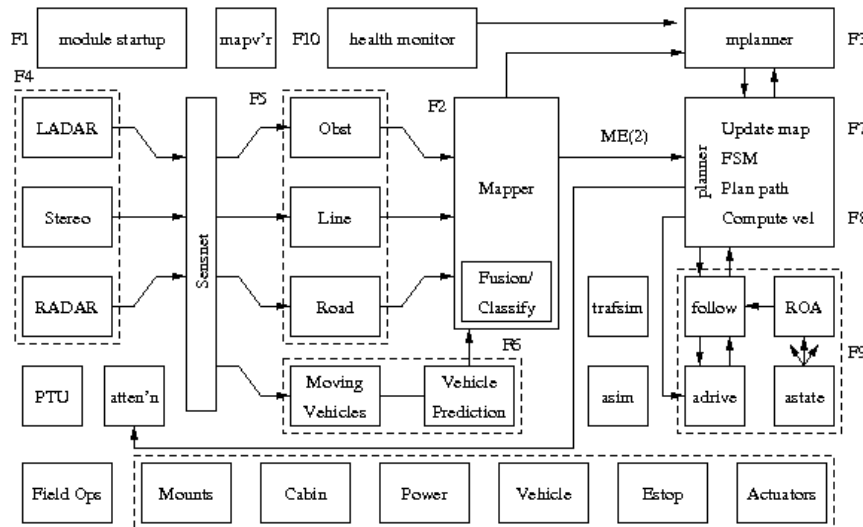 F1
module startup
mapv'r
F10
health monitor
mplanner
F3
F4
F5
F2
LADAR
Obst
ME(2)
Update map
F7
FSM
Stereo
Sensnet
Line
Mapper
planner
Plan path
Compute vel
F8
RADAR
Road
Fusion/
Classify
trafsim
follow
ROA
F6
F9
PTU
atten'n
Moving
Vehicles
Vehicle
Prediction
asim
adrive
astate
Field Ops
Mounts
Cabin
Power
Vehicle
Estop
Actuators